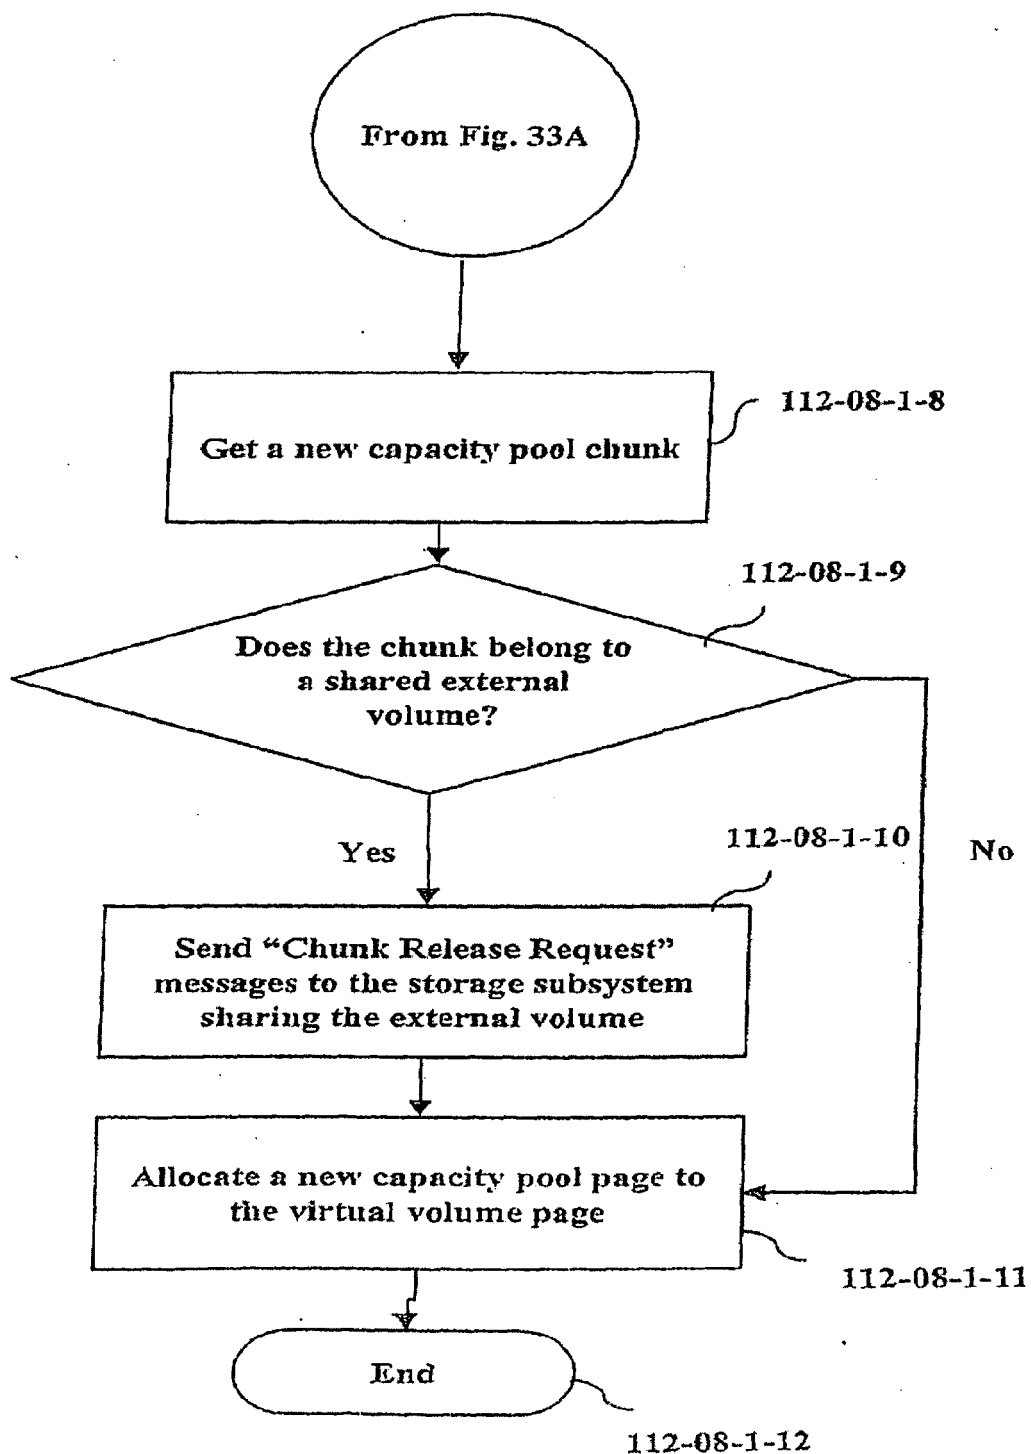 From Fig. 33A
112-08-1-8
Get a new capacity pool chunk
112-08-1-9
Does the chunk belong to
a shared external
volume?
112-08-1-10
Yes
No
Send “Chunk Release Request”
messages to the storage subsystem
sharing the external volume
Allocate a new capacity pool page to
the virtual volume page
112-08-1-11
End
112-08-1-12